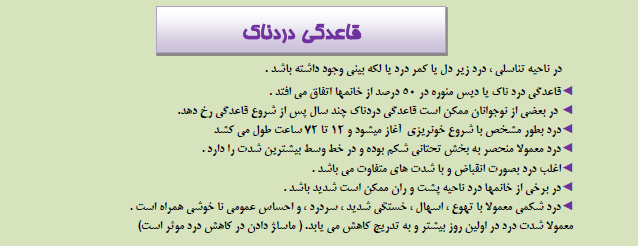 قاعدگی دردناک
در ناحیه تناسلی ، درد زیر دل یا کمر درد یا لکه بینی وجود داشته باشد .
◄قاعدگی درد ناک یا دیس منوره در ۵۰ درصد از خانمها اتفاق می افتد .
◄ در بعضی از نوجوانان ممکن است قاعدگی دردناک چند سال پس از شروع قاعدگی رخ دهد.
◄درد بطور مشخص با شروع خونریزی آغاز میشود و ۱۲ تا ۷۲ ساعت طول می کشد
◄درد معمولا منحصر به بخش تحتانی شکم بوده و در خط وسط بیشترین شدت را دارد .
◄اغلب درد بصورت انقباض و با شدت های متفاوت می باشد .
◄در برخی از خانمها درد ناحیه پشت و ران ممکن است شدید باشد .
◄درد شکمی معمولا با تهوع ، اسهال ، خستگی شدید ، سردرد ، و احساس عمومی نا خوشی همراه است .
معمولا شدت درد در اولین روز بیشتر و به تدریج کاهش می یابد. ( ماساژ دادن در کاهش درد موثر است)